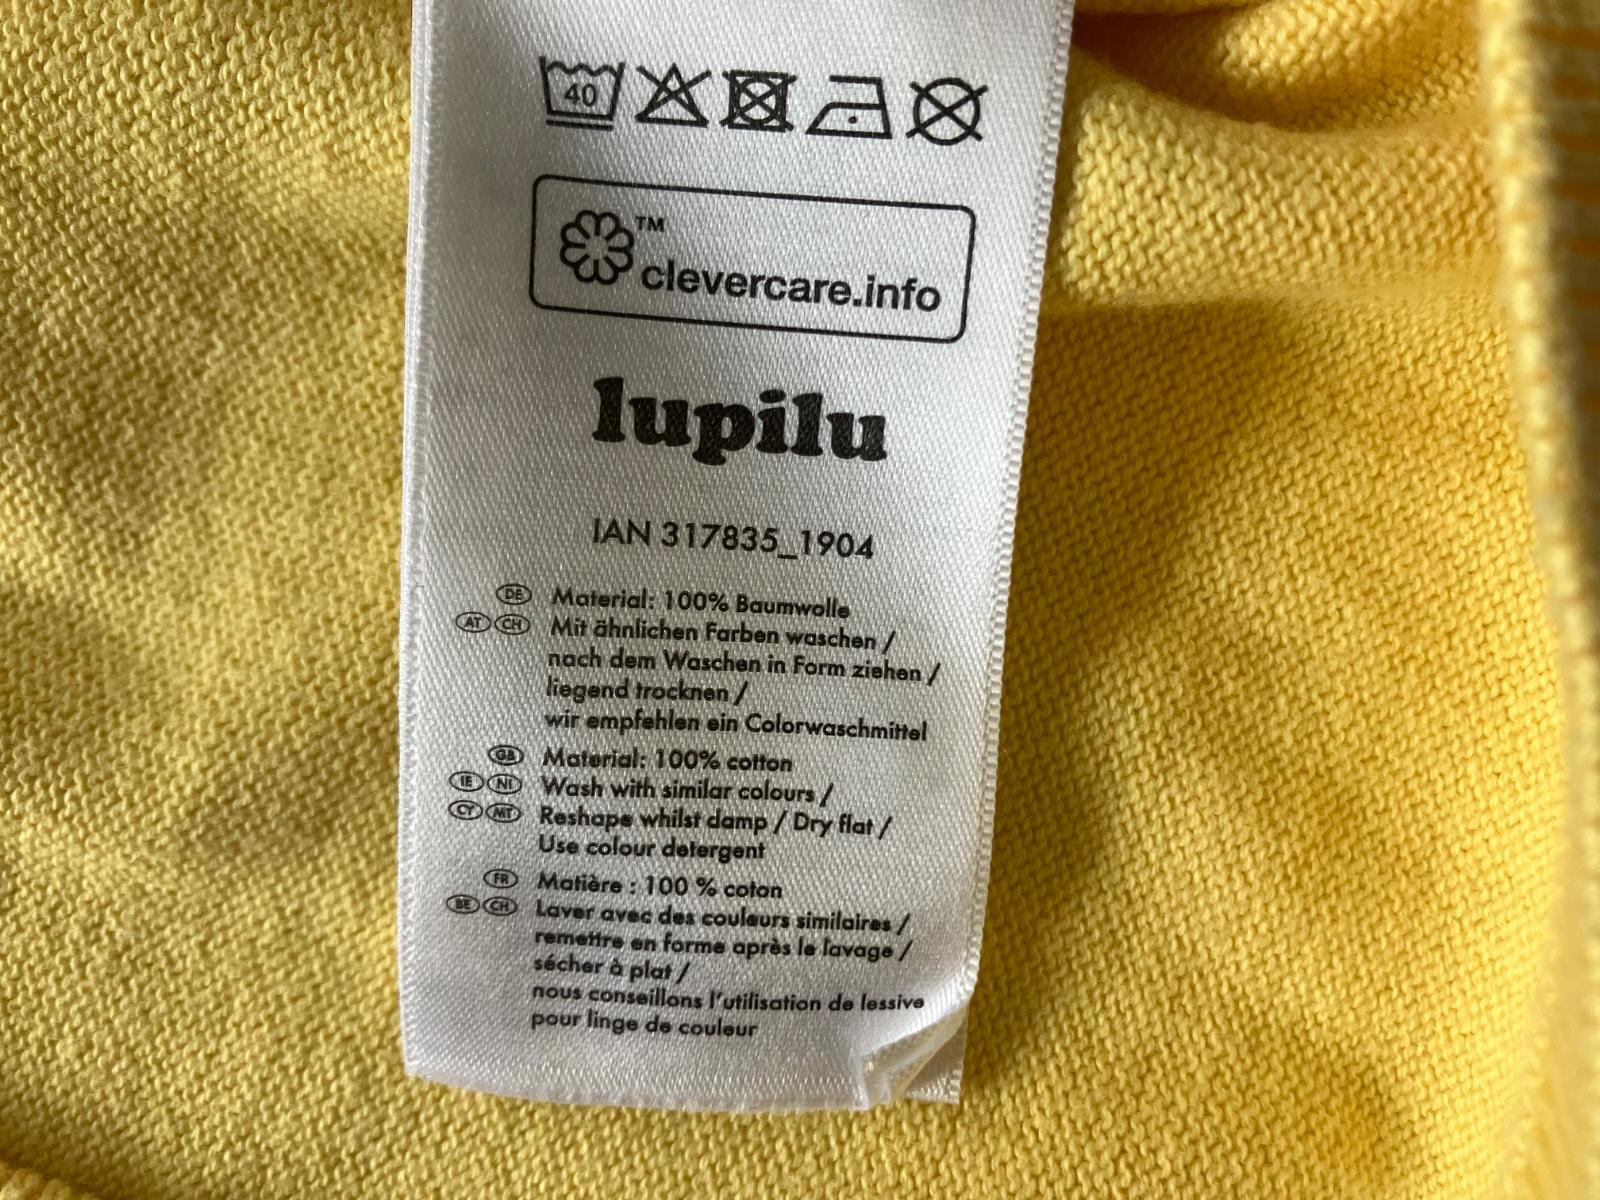 40
TM
clevercare.info
lupilu
IAN 317835_1904
DE Material: 100% Baumwolle
AT CH Mit ähnlichen Farben waschen /
nach dem Waschen in Form ziehen /
liegend trocknen /
wir empfehlen ein Colorwaschmittel
GB Material: 100% cotton
IE NI Wash with similar colours /
CY MT Reshape whilst damp / Dry flat /
Use colour detergent
FR Matière : 100 % coton
BE CH Laver avec des couleurs similaires /
remettre en forme après le lavage /
sécher à plat /
nous conseillons l'utilisation de lessive
pour linge de couleur